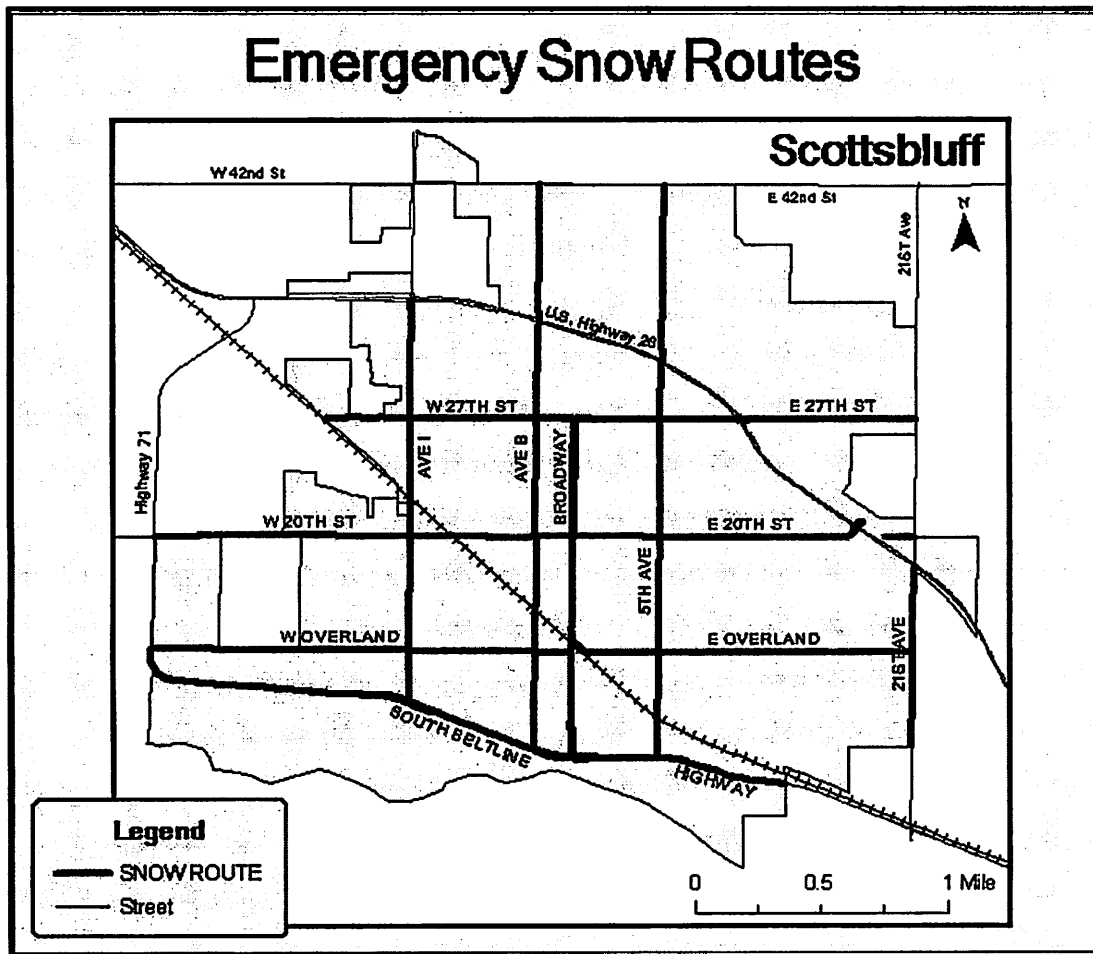 Emergency Snow Routes
Scottsbluff
W 42nd St
E 42nd St
N
21ST Ave
U.S. Highway 26
W 27TH ST
E 27TH ST
Highway 71
AVE I
AVE B
BROADWAY
W 20TH ST
E 20TH ST
5TH AVE
W OVERLAND
E OVERLAND
21ST AVE
SOUTH BELTLINE
HIGHWAY
Legend
SNOW ROUTE
Street
0 0.5 1 Mile